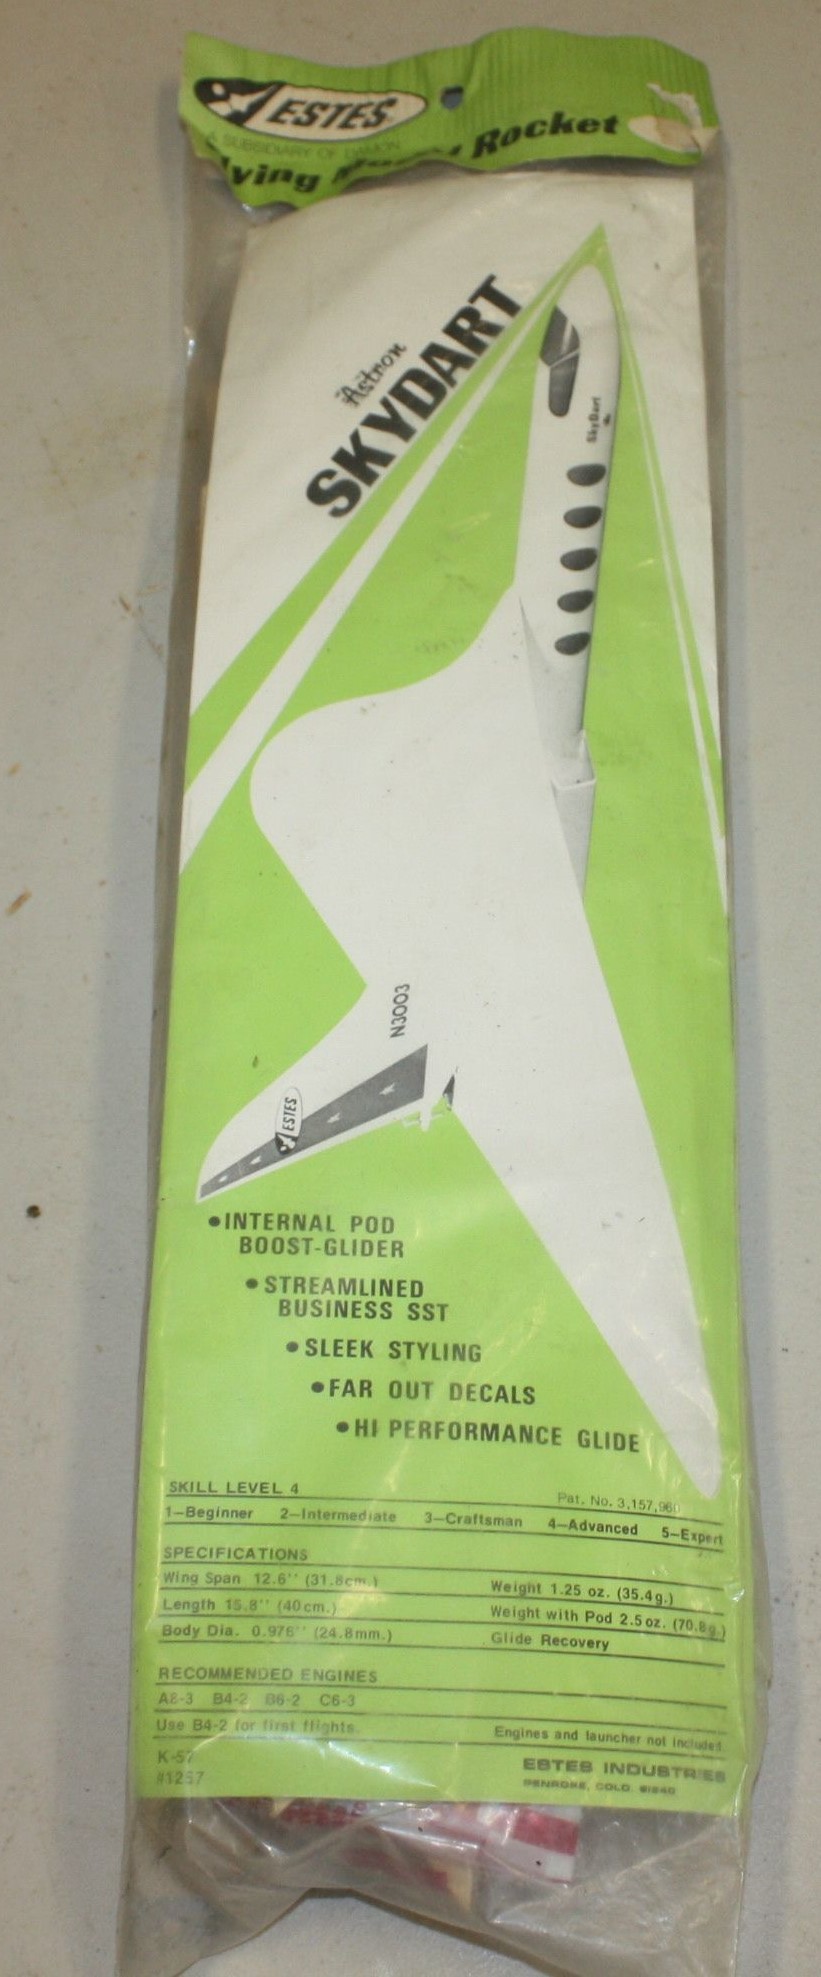 ESTES
A SUBSIDIARY OF DAMON
Rocket
Astron
SKYDART
SkyDart
N3003
ESTES
•INTERNAL POD
BOOST-GLIDER
•STREAMLINED
BUSINESS SST
•SLEEK STYLING
•FAR OUT DECALS
•HI PERFORMANCE GLIDE
SKILL LEVEL 4
Pat. No. 3,157,960
1—Beginner 2—Intermediate 3—Craftsman 4—Advanced 5—Expert
SPECIFICATIONS
Wing Span 12.6'' (31.8cm.) Weight 1.25 oz. (35.4g.)
Length 15.8'' (40cm.) Weight with Pod 2.5 oz. (70.8g.)
Body Dia. 0.976'' (24.8mm.) Glide Recovery
RECOMMENDED ENGINES
A8-3 B4-2 B6-2 C6-3
Use B4-2 for first flights. Engines and launcher not included.
K-57
#1257
ESTES INDUSTRIES
PENROSE, COLO. 81240